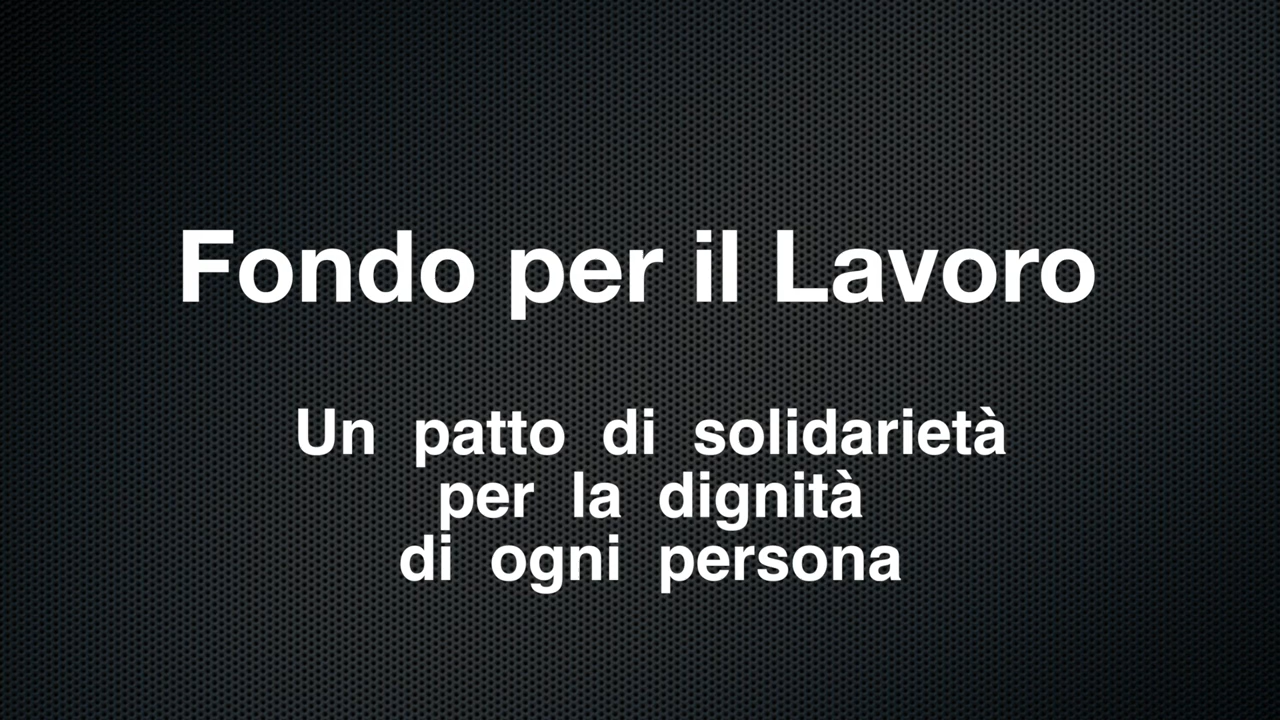 Fondo per il Lavoro
Un patto di solidarietà
per la dignità
di ogni persona